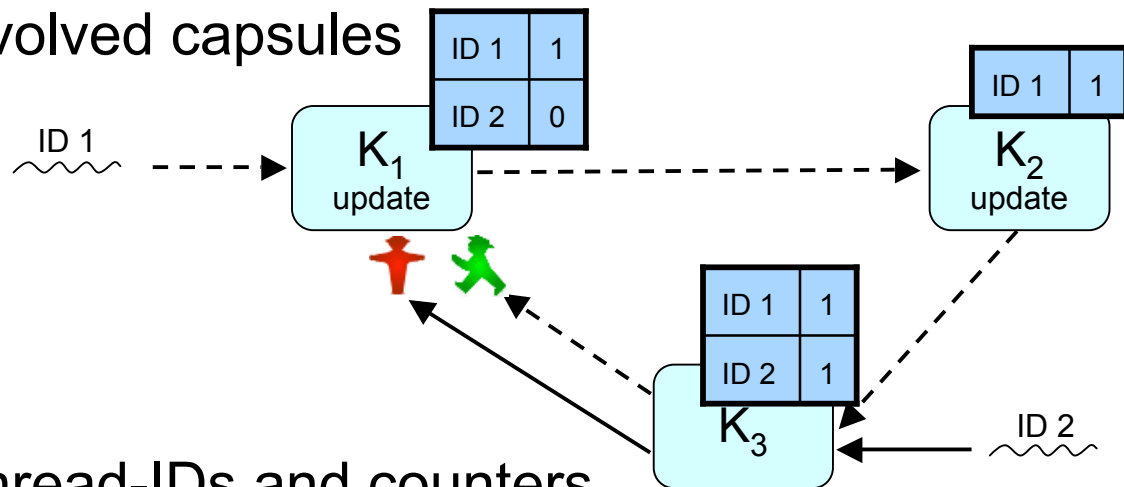 volved capsules
ID 1 1
ID 2 0
ID 1 1
ID 1
K1
update
K2
update
ID 1 1
ID 2 1
K3
ID 2
read-IDs and counters